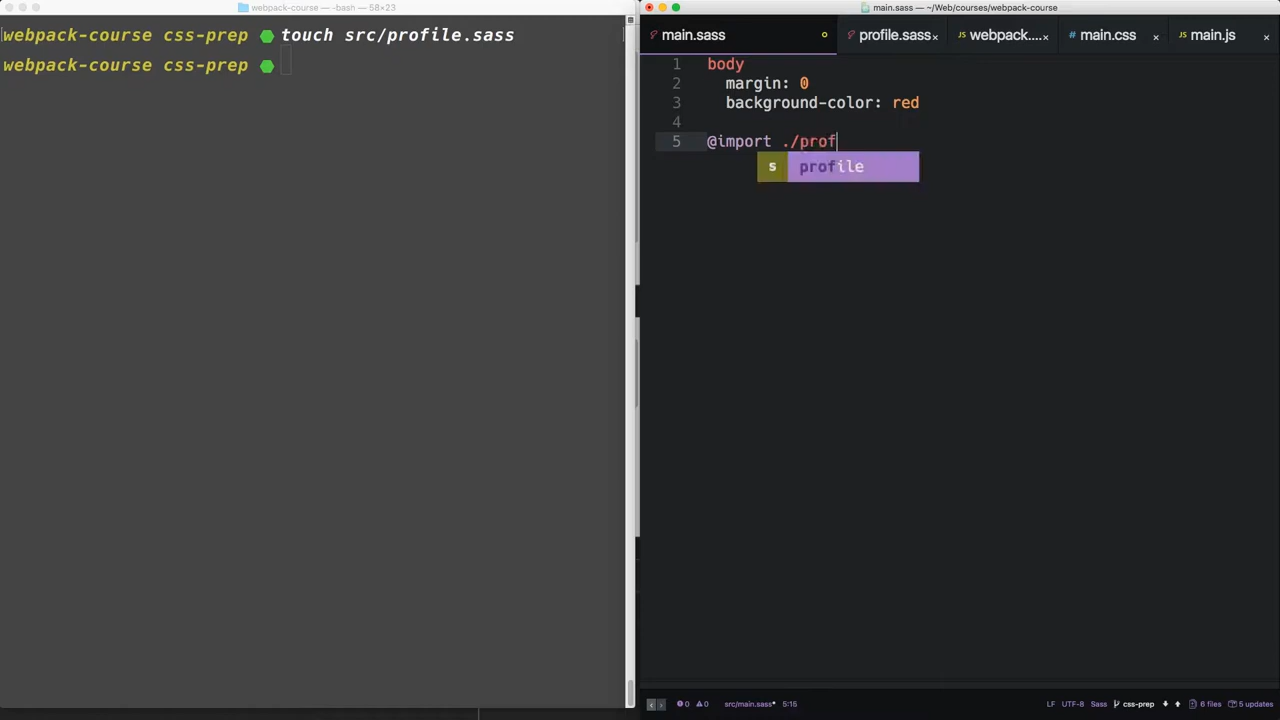 webpack-course — -bash — 58×23
webpack-course css-prep touch src/profile.sass
webpack-course css-prep
main.sass — ~/Web/courses/webpack-course
main.sass profile.sass × webpack.... × main.css × main.js ×
1 body
2 margin: 0
3 background-color: red
4
5 @import ./prof
s profile
0 0 src/main.sass* 5:15 LF UTF-8 Sass css-prep 6 files 5 updates